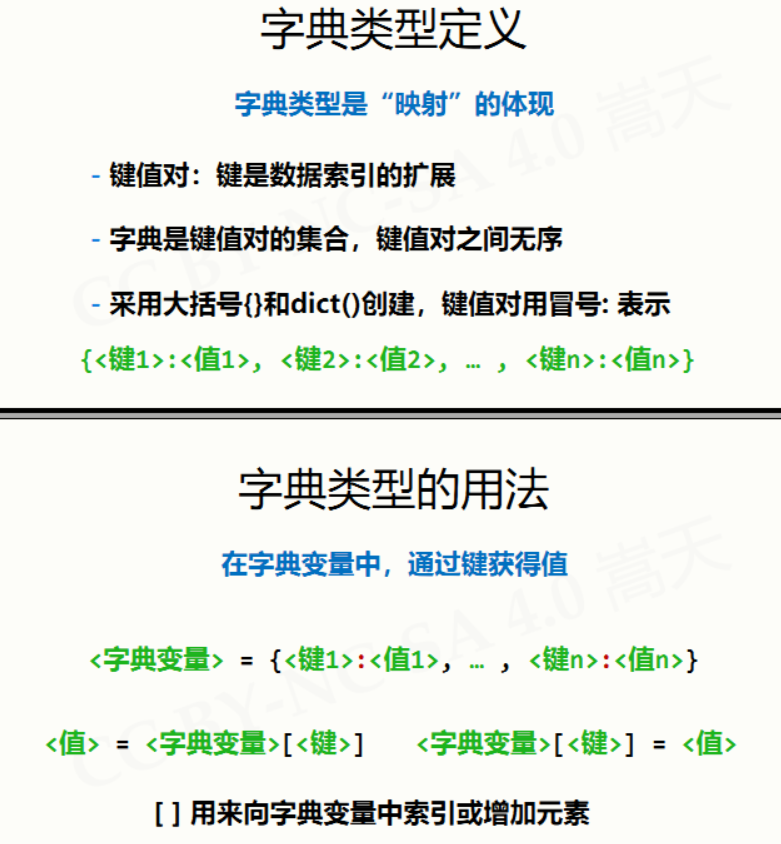 字典类型定义
字典类型是“映射”的体现
- 键值对：键是数据索引的扩展
- 字典是键值对的集合，键值对之间无序
- 采用大括号{}和dict()创建，键值对用冒号: 表示
{<键1>:<值1>, <键2>:<值2>, … , <键n>:<值n>}
CC BY-NC-SA 4.0 嵩天
字典类型的用法
在字典变量中，通过键获得值
<字典变量> = {<键1>:<值1>, … , <键n>:<值n>}
<值> = <字典变量>[<键>] <字典变量>[<键>] = <值>
[ ] 用来向字典变量中索引或增加元素
CC BY-NC-SA 4.0 嵩天